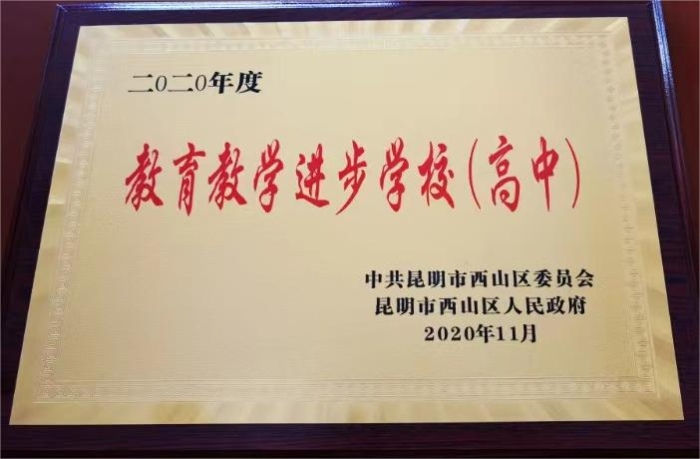 二0二0年度
教育教学进步学校(高中)
中共昆明市西山区委员会
昆明市西山区人民政府
2020年11月